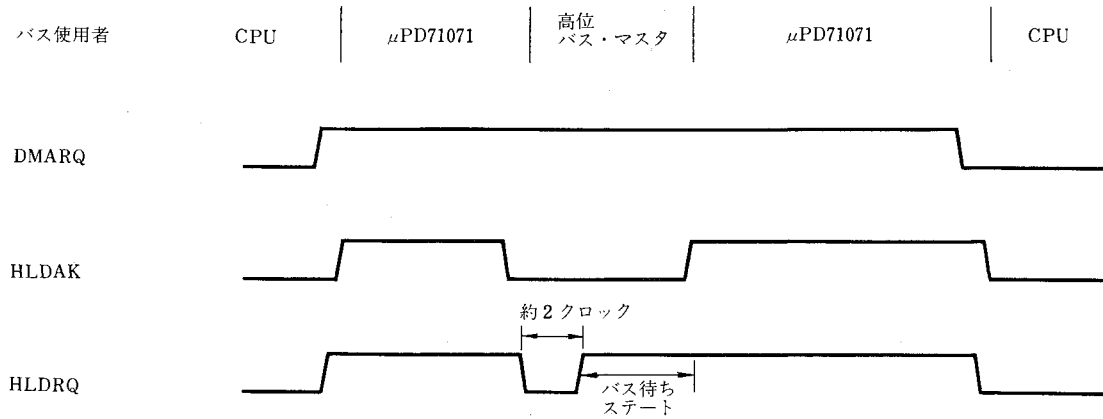 バス使用者 CPU μPD71071 高位 μPD71071 CPU
バス・マスタ
DMARQ
HLDAK
約2クロック
HLDRQ
バス待ち
ステート